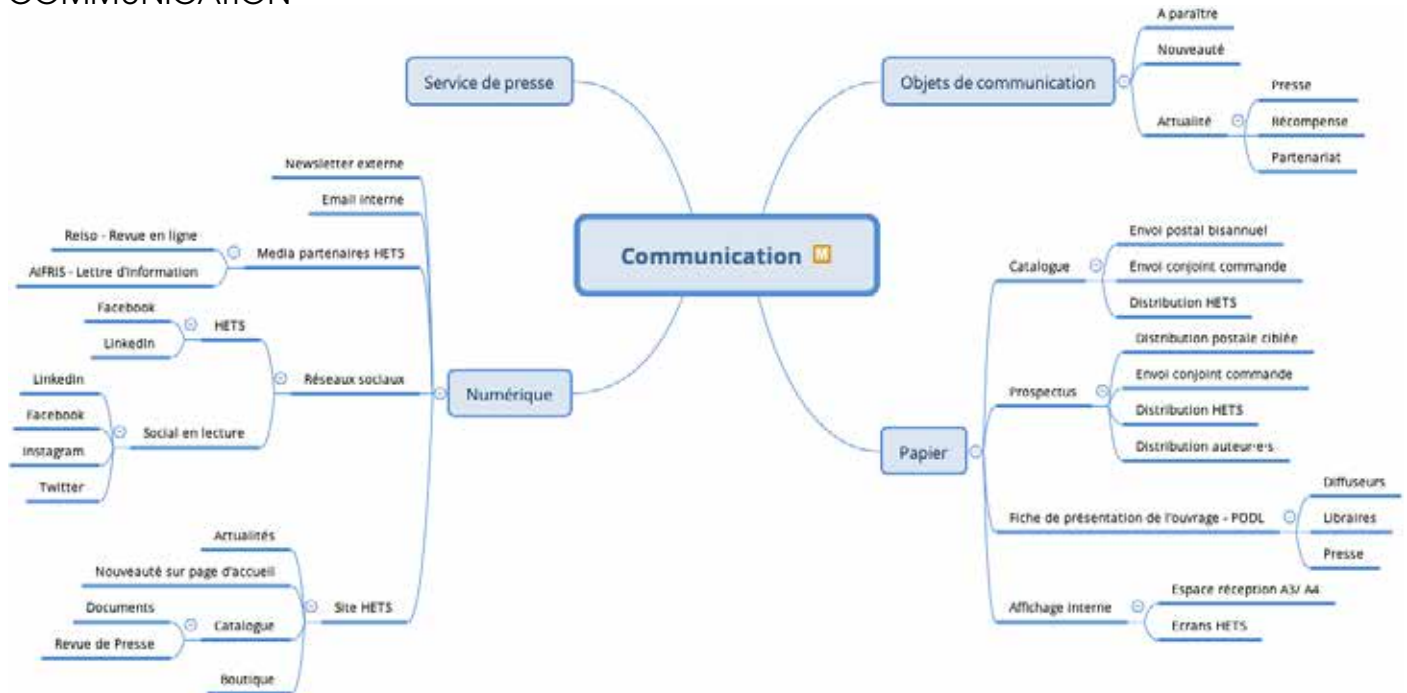 COMMUNICATION
Service de presse
Objets de communication
A paraître
Nouveauté
Actualité
Presse
Récompense
Partenariat
Communication M
Newsletter externe
Email interne
Media partenaires HETS
Reiso - Revue en ligne
AIFRIS - Lettre d'information
Numérique
Réseaux sociaux
HETS
Facebook
LinkedIn
Social en lecture
LinkedIn
Facebook
Instagram
Twitter
Site HETS
Actualités
Nouveauté sur page d'accueil
Catalogue
Documents
Revue de Presse
Boutique
Papier
Catalogue
Envoi postal bisannuel
Envoi conjoint commande
Distribution HETS
Prospectus
Distribution postale ciblée
Envoi conjoint commande
Distribution HETS
Distribution auteur·e·s
Fiche de présentation de l'ouvrage - PODL
Diffuseurs
Libraires
Presse
Affichage interne
Espace réception A3/ A4
Ecrans HETS